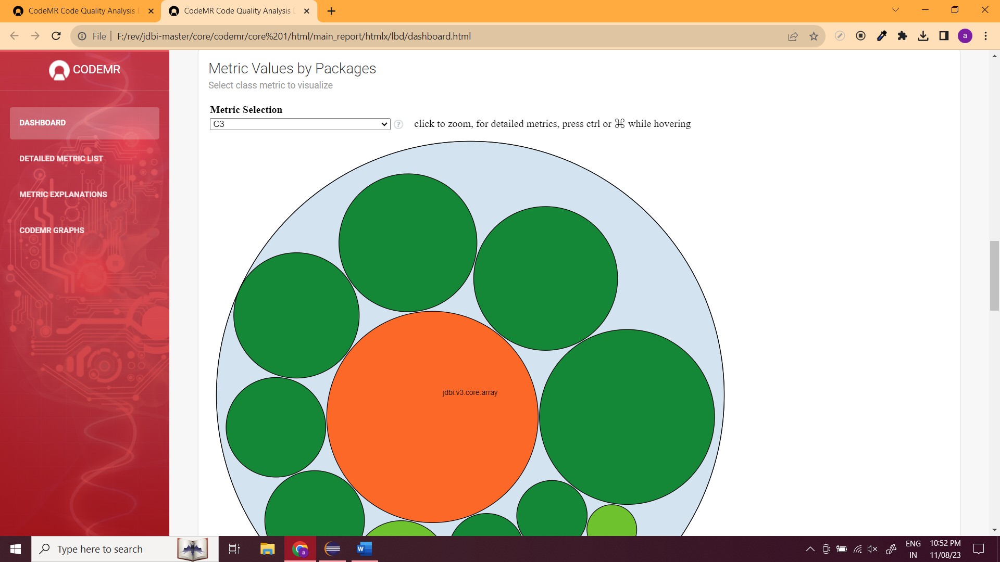 CodeMR Code Quality Analysis
CodeMR Code Quality Analysis
File
F:/rev/jdbi-master/core/codemr/core%201/html/main_report/htmlx/lbd/dashboard.html
a
CODEMR
DASHBOARD
DETAILED METRIC LIST
METRIC EXPLANATIONS
CODEMR GRAPHS
Metric Values by Packages
Select class metric to visualize
Metric Selection
C3
?
click to zoom, for detailed metrics, press ctrl or ⌘ while hovering
jdbi.v3.core.array
Type here to search
a
W
ENG
IN
10:52 PM
11/08/23